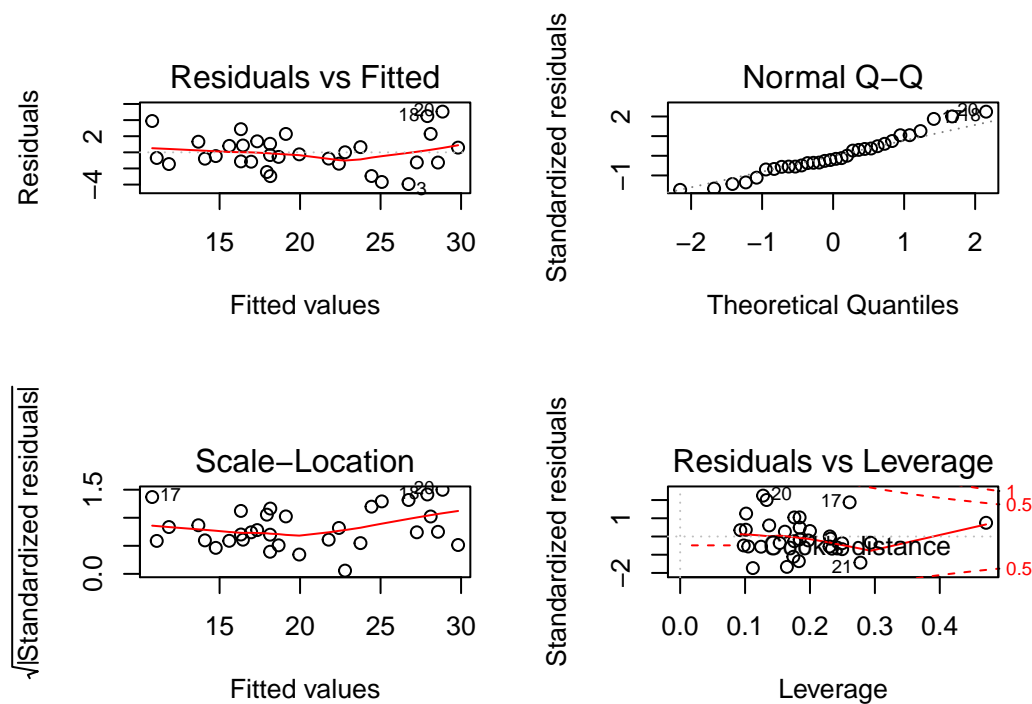 Residuals vs Fitted
Residuals
2
−4
18
20
3
15 20 25 30
Fitted values
Normal Q−Q
Standardized residuals
2
−1
20
18
−2 −1 0 1 2
Theoretical Quantiles
Scale−Location
√|Standardized residuals|
1.5
0.0
17
18
20
15 20 25 30
Fitted values
Residuals vs Leverage
Standardized residuals
1
−2
20
17
21
Cook's distance
1
0.5
0.5
0.0 0.1 0.2 0.3 0.4
Leverage